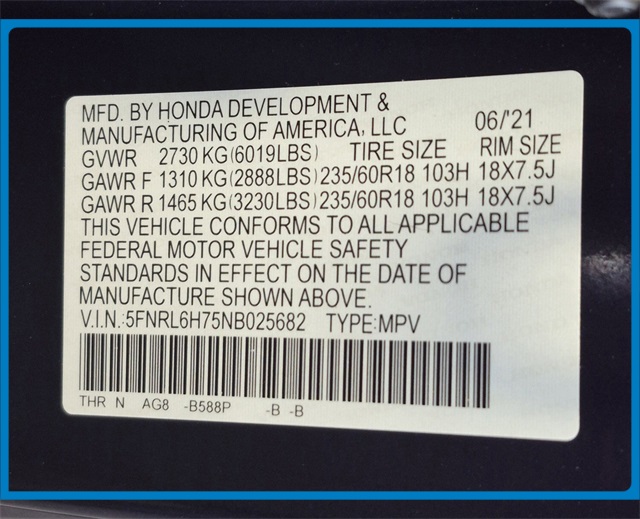 MFD. BY HONDA DEVELOPMENT &
MANUFACTURING OF AMERICA, LLC 06/'21
GVWR 2730 KG(6019LBS) TIRE SIZE RIM SIZE
GAWR F 1310 KG(2888LBS) 235/60R18 103H 18X7.5J
GAWR R 1465 KG(3230LBS) 235/60R18 103H 18X7.5J
THIS VEHICLE CONFORMS TO ALL APPLICABLE
FEDERAL MOTOR VEHICLE SAFETY
STANDARDS IN EFFECT ON THE DATE OF
MANUFACTURE SHOWN ABOVE.
V.I.N.:5FNRL6H75NB025682 TYPE:MPV
THR N AG8 -B588P -B -B